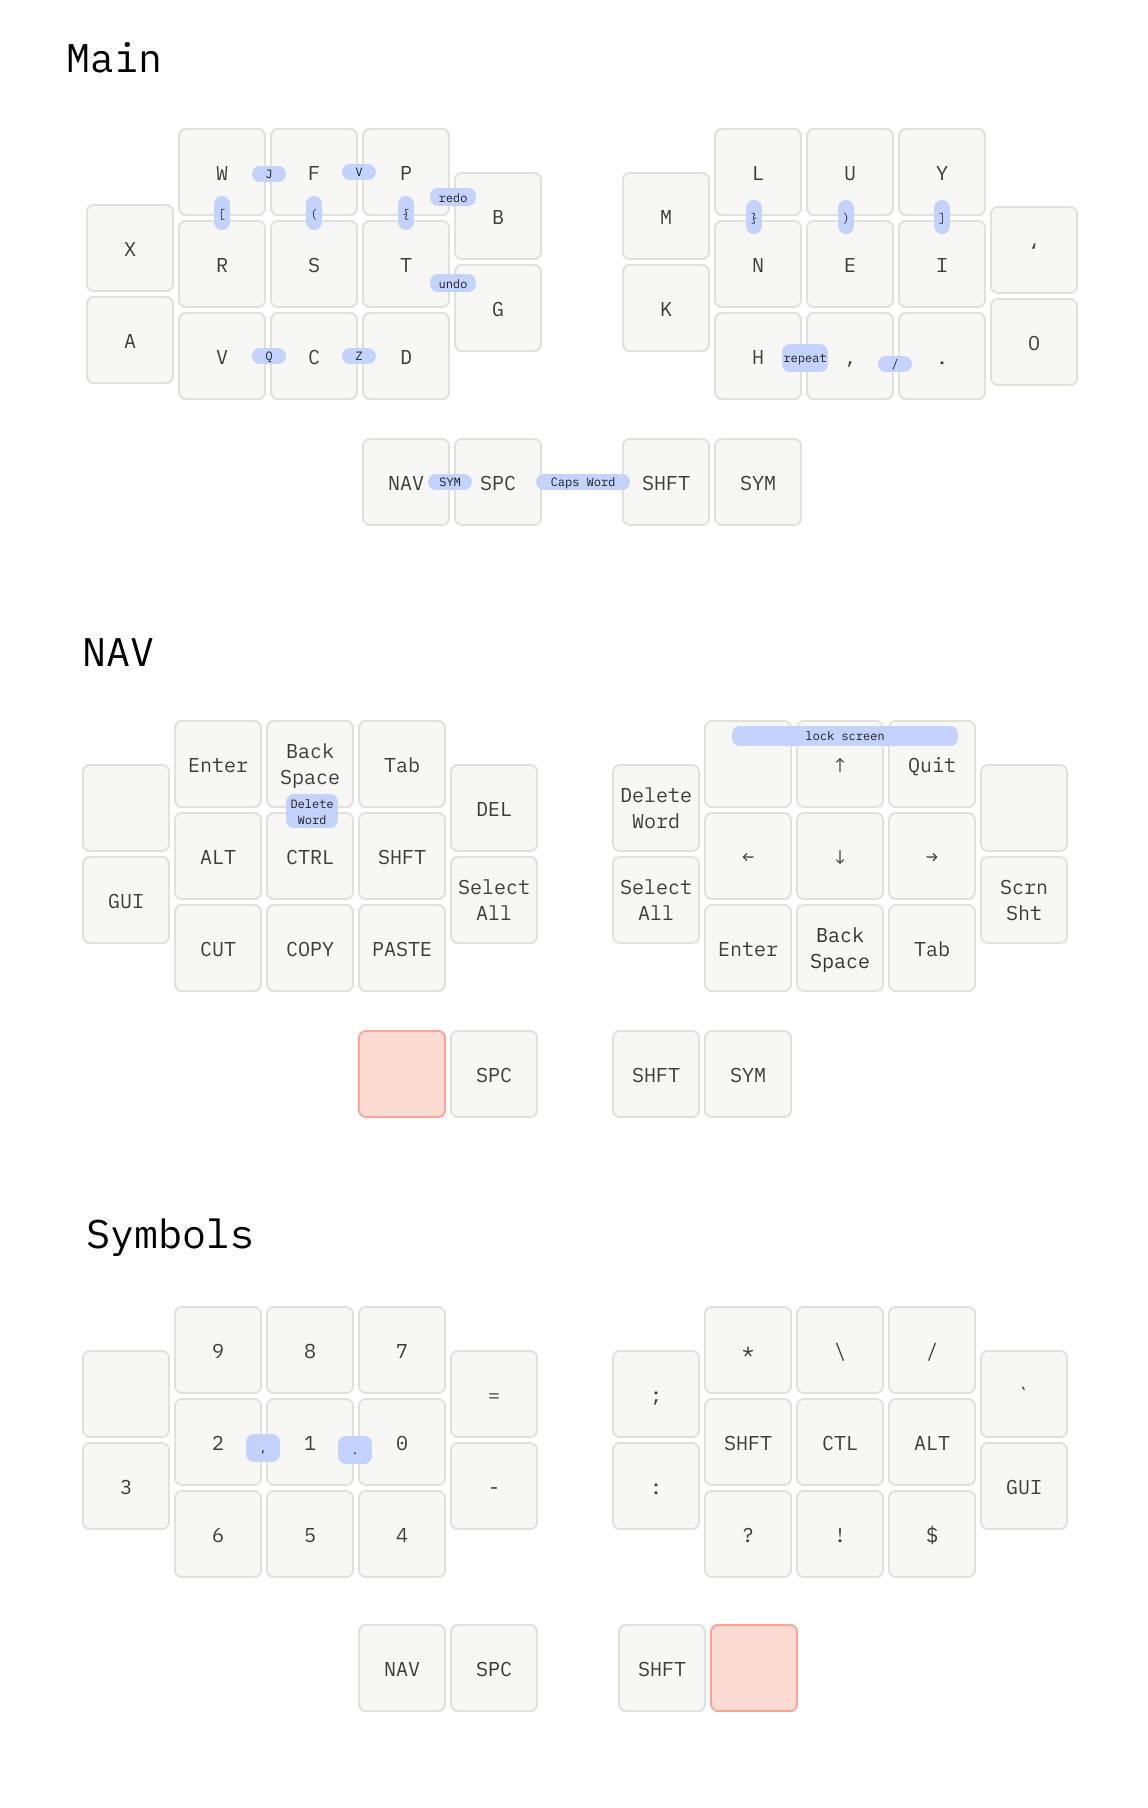 Main
W J F V P
L U Y
[ ( { redo B
M } ) ]
X R S T
N E I ‘
undo G
K
A V Q C Z D
H repeat , / . O
NAV SYM SPC Caps Word SHFT SYM
NAV
lock screen
Enter Back Space Tab
↑ Quit
Delete Word DEL
Delete Word
ALT CTRL SHFT
← ↓ →
GUI Select All
Select All Scrn Sht
CUT COPY PASTE
Enter Back Space Tab
SPC SHFT SYM
Symbols
9 8 7
* \ /
=
; `
2 , 1 . 0
SHFT CTL ALT
3 -
: GUI
6 5 4
? ! $
NAV SPC SHFT